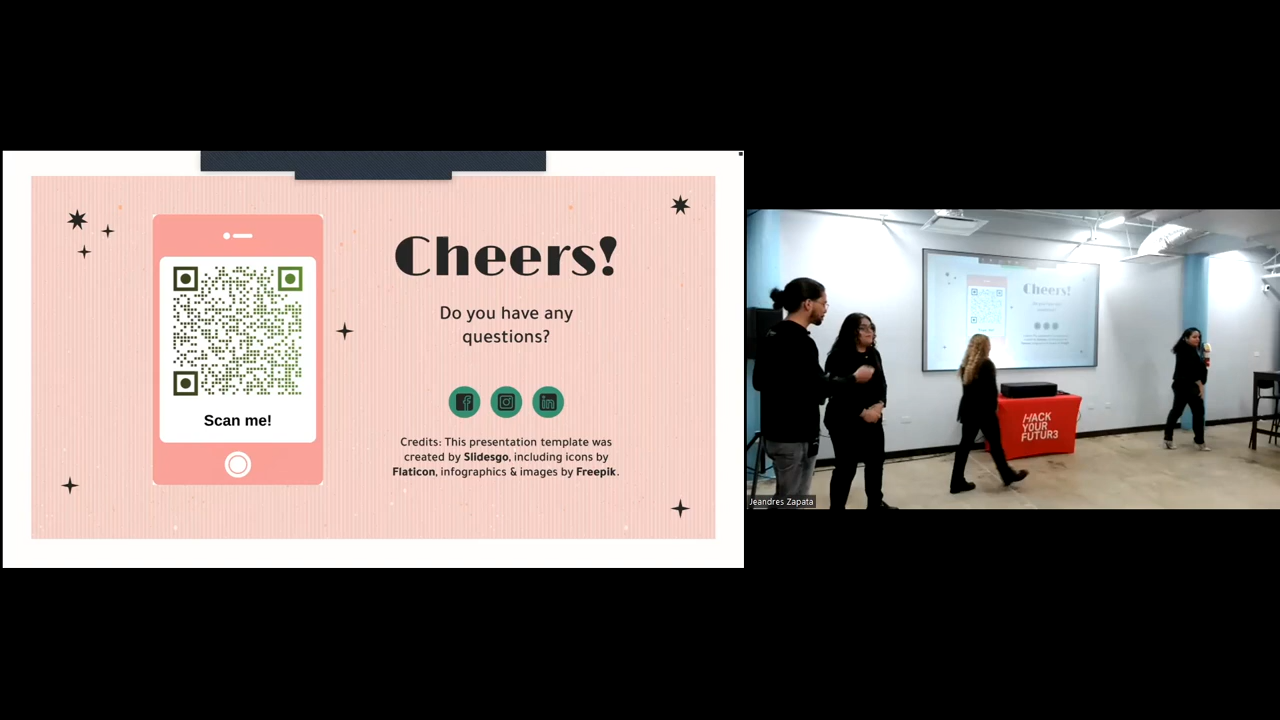 Cheers!
Do you have any
questions?
Scan me!
Credits: This presentation template was
created by Slidesgo, including icons by
Flaticon, infographics & images by Freepik.
Cheers!
HACK
YOUR
FUTUR3
Jeandres Zapata